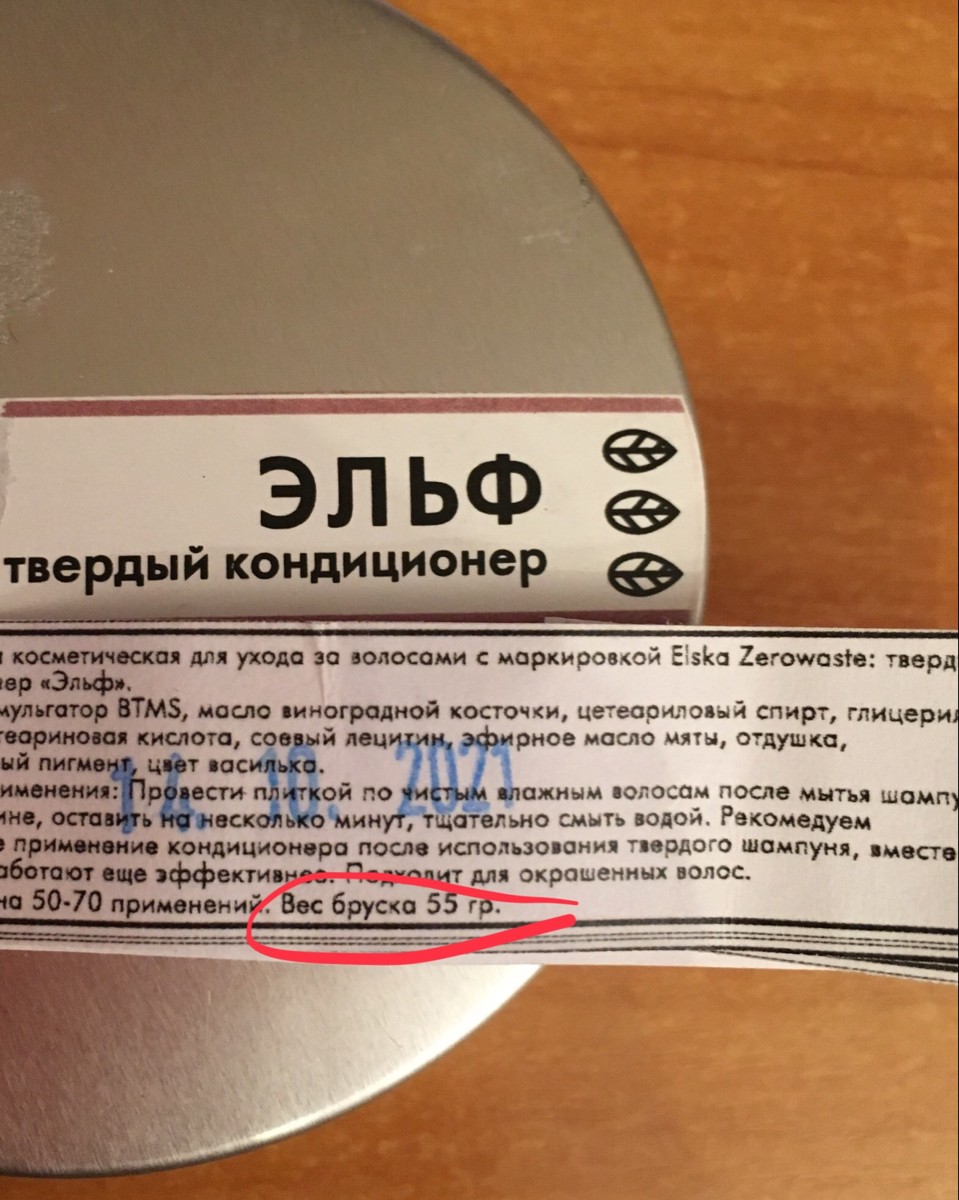 ЭЛЬФ
твердый кондиционер
косметическая для ухода за волосами с маркировкой Elska Zerowaste: тверд
ер «Эльф».
мульгатор BTMS, масло виноградной косточки, цетеариловый спирт, глицерил
теариновая кислота, соевый лецитин, эфирное масло мяты, отдушка,
ый пигмент, цвет василька.
14. 10. 2021
именения: Провести плиткой по чистым влажным волосам после мытья шампу
ине, оставить на несколько минут, тщательно смыть водой. Рекомедуем
е применение кондиционера после использования твердого шампуня, вместе
аботают еще эффективнее. Подходит для окрашенных волос.
на 50-70 применений. Вес бруска 55 гр.